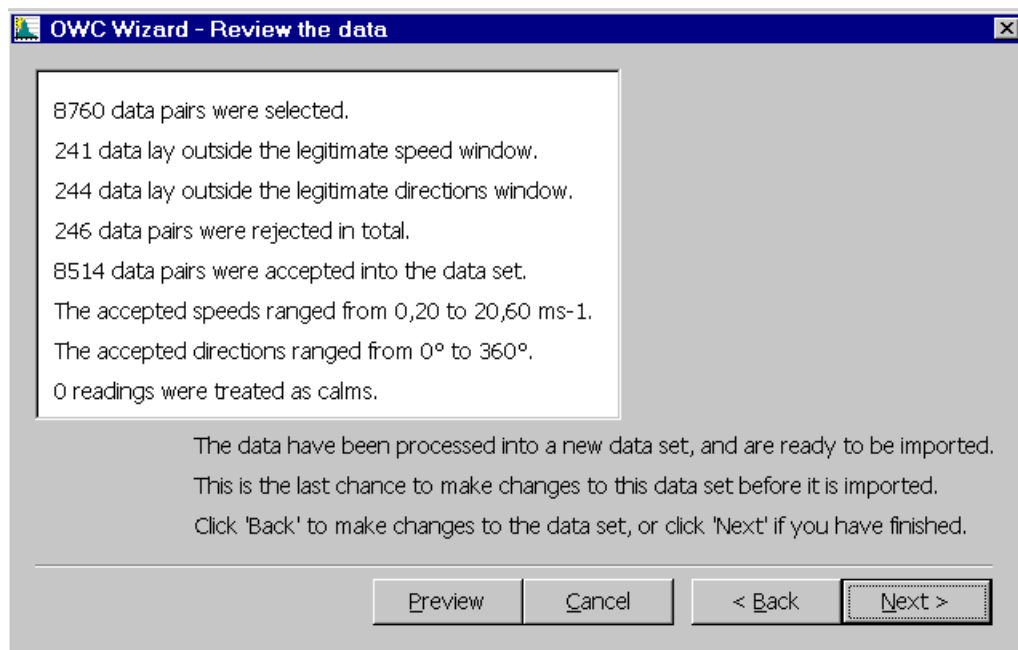 OWC Wizard - Review the data
8760 data pairs were selected.
241 data lay outside the legitimate speed window.
244 data lay outside the legitimate directions window.
246 data pairs were rejected in total.
8514 data pairs were accepted into the data set.
The accepted speeds ranged from 0,20 to 20,60 ms-1.
The accepted directions ranged from 0° to 360°.
0 readings were treated as calms.
The data have been processed into a new data set, and are ready to be imported.
This is the last chance to make changes to this data set before it is imported.
Click 'Back' to make changes to the data set, or click 'Next' if you have finished.
Preview Cancel < Back Next >